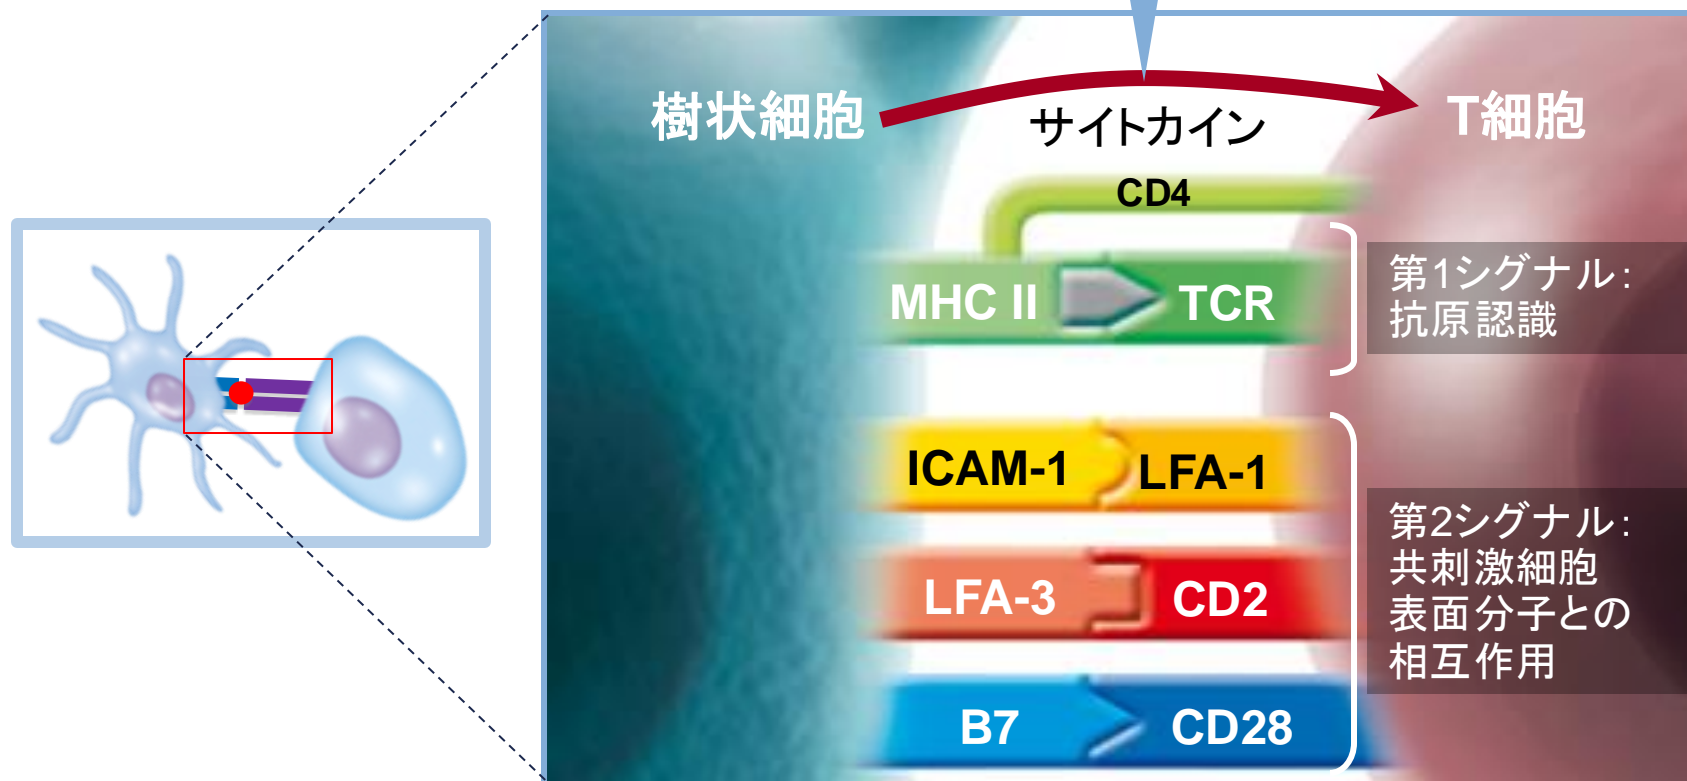 樹状細胞
サイトカイン
T細胞
CD4
MHC II
TCR
第1シグナル：
抗原認識
ICAM-1
LFA-1
LFA-3
CD2
B7
CD28
第2シグナル：
共刺激細胞
表面分子との
相互作用